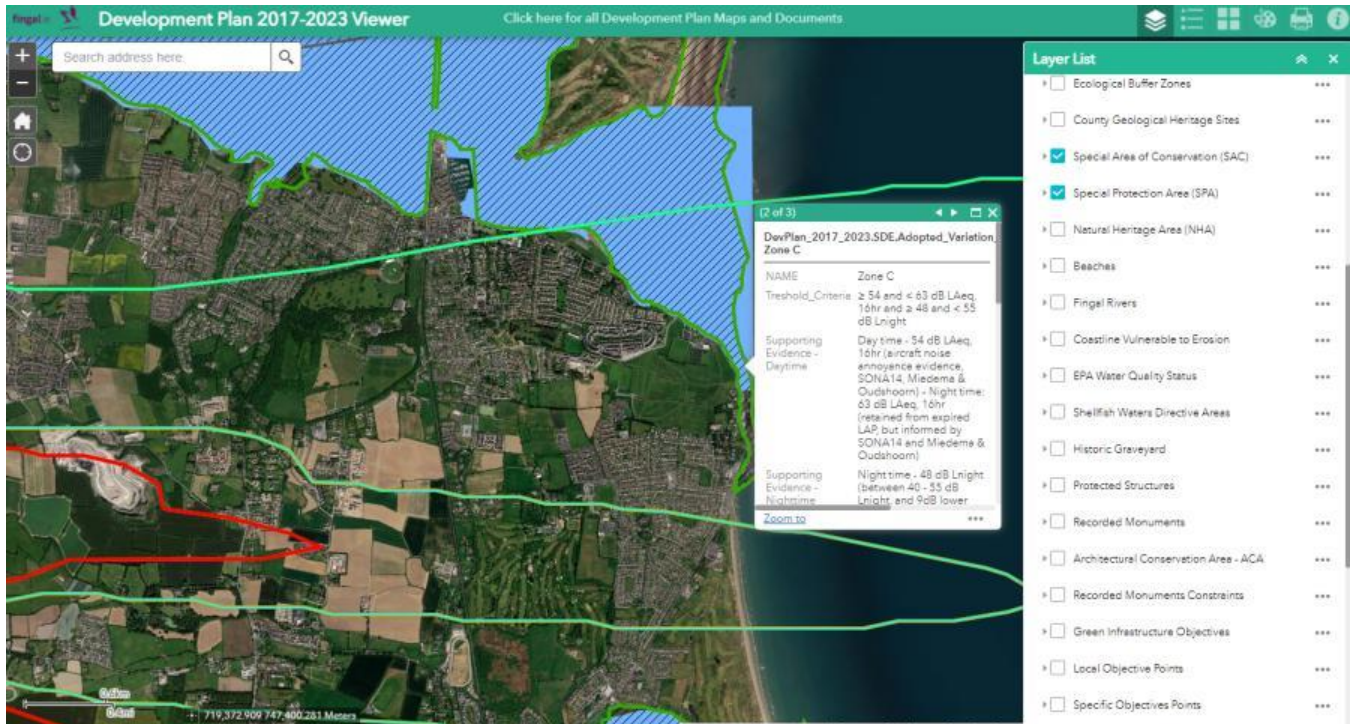 fingal
Development Plan 2017-2023 Viewer
Click here for all Development Plan Maps and Documents
+
Search address here.
−
Layer List
Ecological Buffer Zones
County Geological Heritage Sites
Special Area of Conservation (SAC)
Special Protection Area (SPA)
Natural Heritage Area (NHA)
Beaches
Fingal Rivers
Coastline Vulnerable to Erosion
EPA Water Quality Status
Shellfish Waters Directive Areas
Historic Graveyard
Protected Structures
Recorded Monuments
Architectural Conservation Area - ACA
Recorded Monuments Constraints
Green Infrastructure Objectives
Local Objective Points
Specific Objectives Points
(2 of 3)
DevPlan_2017_2023.SDE.Adopted_Variation_
Zone C
NAME Zone C
Treshold_Criteria ≥ 54 and < 63 dB LAeq,
16hr and ≥ 48 and < 55
dB Lnight
Supporting Day time - 54 dB LAeq,
Evidence - 16hr (aircraft noise
Daytime annoyance evidence,
SONA14, Miedema &
Oudshoorn) - Night time:
63 dB LAeq, 16hr
(retained from expired
LAP, but informed by
SONA14 and Miedema &
Oudshoorn)
Supporting Night time - 48 dB Lnight
Evidence - (between 40 - 55 dB
Nighttime Lnight, and 9dB lower
Zoom to
0.6km
0.4mi
719,372.909 747,400.281 Meters